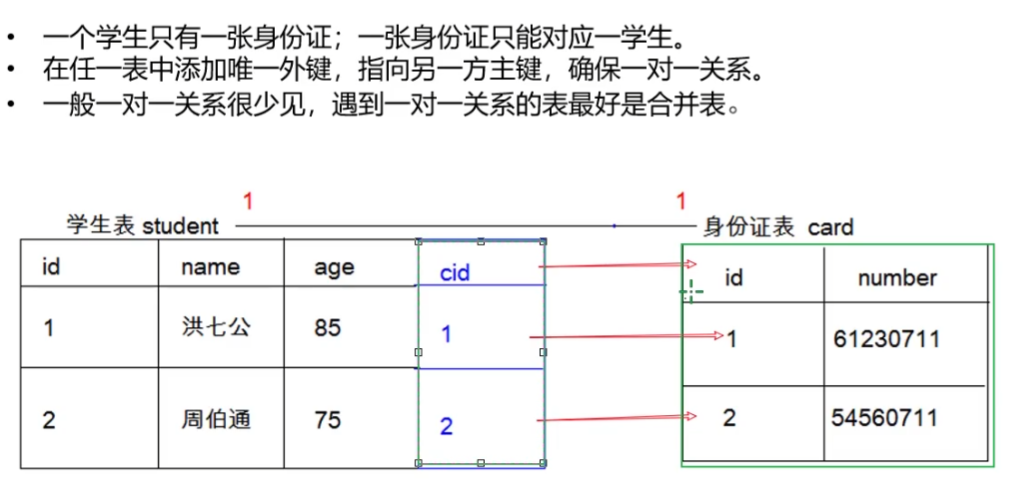 • 一个学生只有一张身份证；一张身份证只能对应一学生。
• 在任一表中添加唯一外键，指向另一方主键，确保一对一关系。
• 一般一对一关系很少见，遇到一对一关系的表最好是合并表。
1 1
学生表 student 身份证表 card
id name age cid id number
1 洪七公 85 1 1 61230711
2 周伯通 75 2 2 54560711